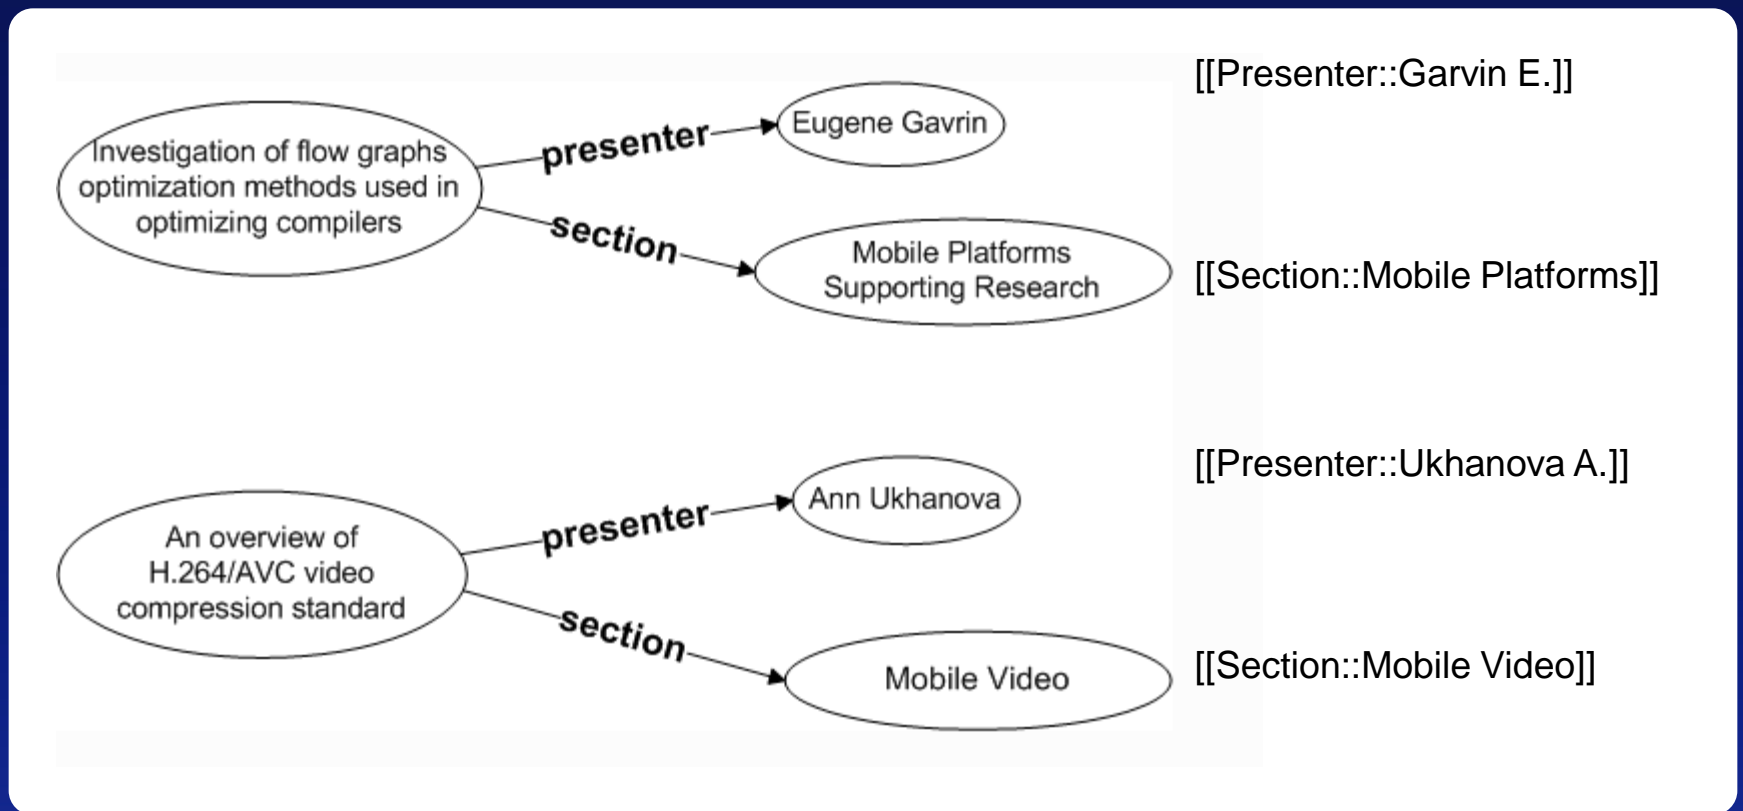 [[Presenter::Garvin E.]]
Investigation of flow graphs
optimization methods used in
optimizing compilers
presenter
Eugene Gavrin
section
Mobile Platforms
Supporting Research
[[Section::Mobile Platforms]]
[[Presenter::Ukhanova A.]]
An overview of
H.264/AVC video
compression standard
presenter
Ann Ukhanova
section
Mobile Video
[[Section::Mobile Video]]